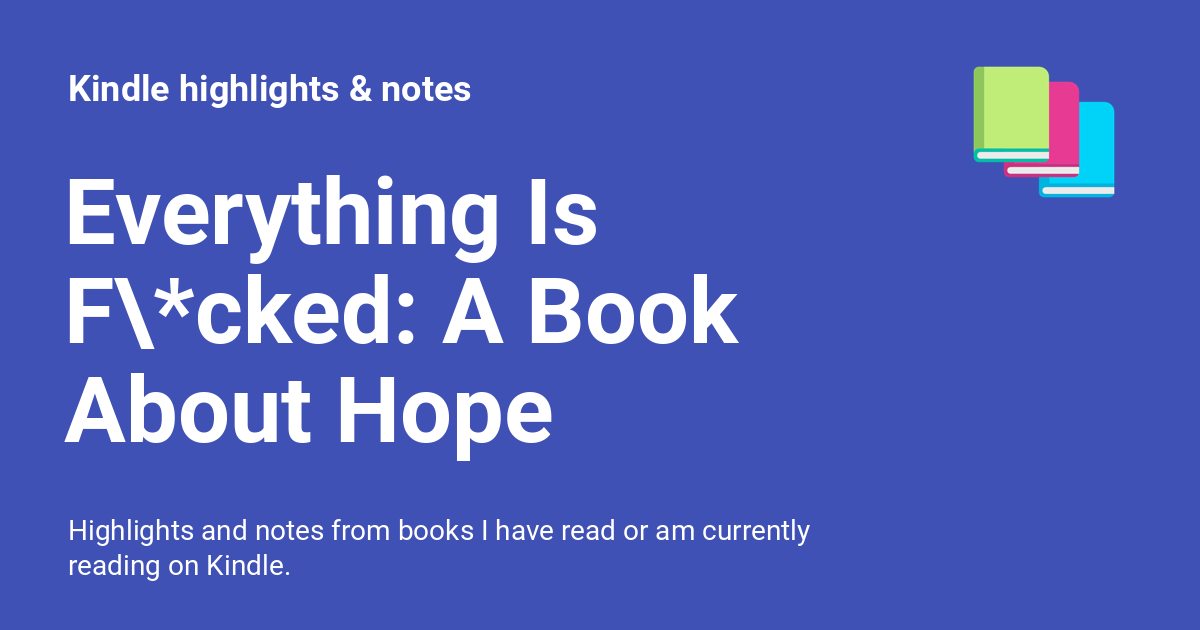 Kindle highlights & notes
Everything Is
F\*cked: A Book
About Hope
Highlights and notes from books I have read or am currently
reading on Kindle.